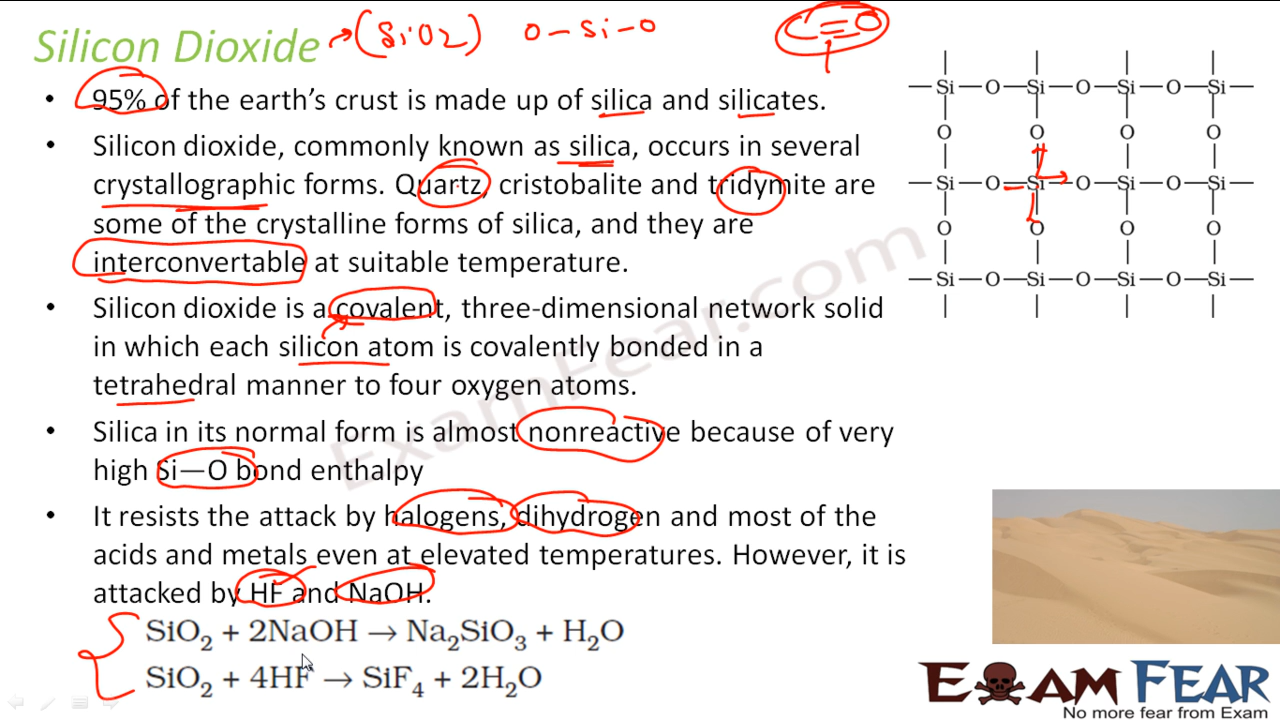 Silicon Dioxide → (SiO2) O-Si-O C=O
• 95% of the earth's crust is made up of silica and silicates.
• Silicon dioxide, commonly known as silica, occurs in several
crystallographic forms. Quartz, cristobalite and tridymite are
some of the crystalline forms of silica, and they are
interconvertable at suitable temperature.
• Silicon dioxide is a covalent, three-dimensional network solid
in which each silicon atom is covalently bonded in a
tetrahedral manner to four oxygen atoms.
• Silica in its normal form is almost nonreactive because of very
high Si—O bond enthalpy
• It resists the attack by halogens, dihydrogen and most of the
acids and metals even at elevated temperatures. However, it is
attacked by HF and NaOH.
SiO₂ + 2NaOH → Na₂SiO₃ + H₂O
SiO₂ + 4HF → SiF₄ + 2H₂O
— Si — O — Si — O — Si — O — Si —
O O O O
— Si — O — Si — O — Si — O — Si —
O O O O
— Si — O — Si — O — Si — O — Si —
ExamFear.com
EXAM FEAR
No more fear from Exam